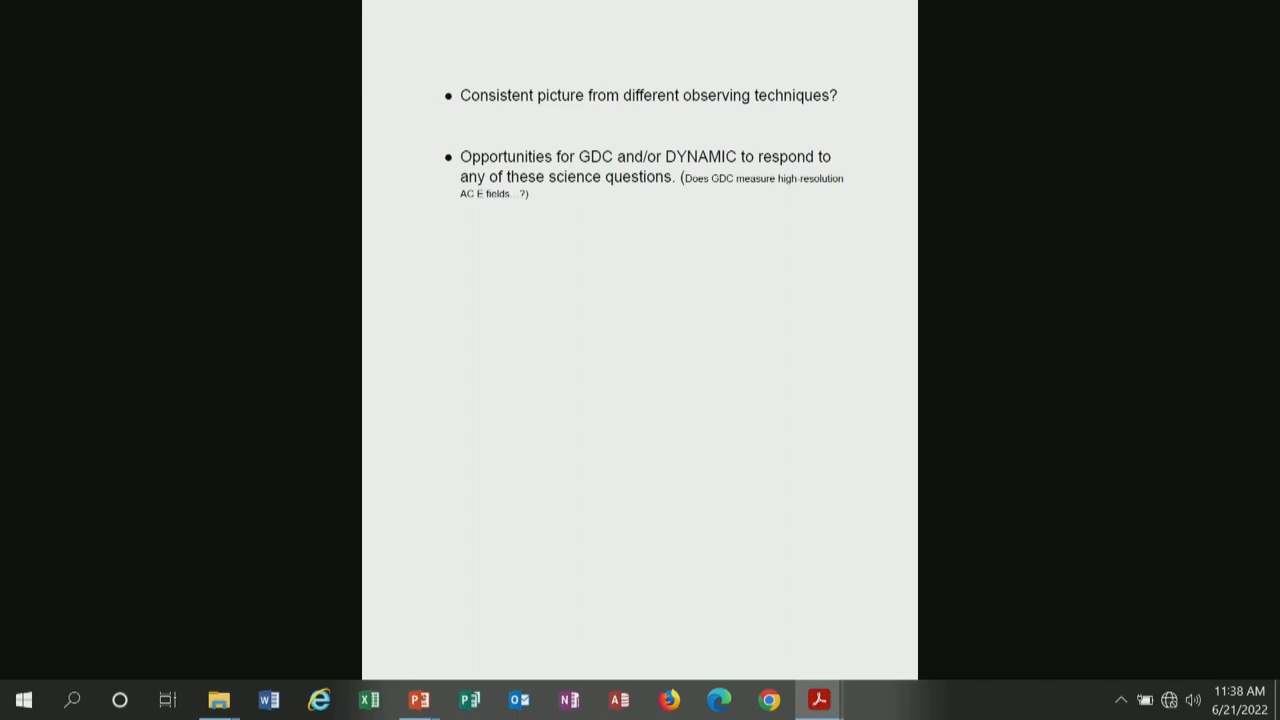 • Consistent picture from different observing techniques?
• Opportunities for GDC and/or DYNAMIC to respond to
any of these science questions. (Does GDC measure high-resolution
AC E fields...?)
11:38 AM
6/21/2022